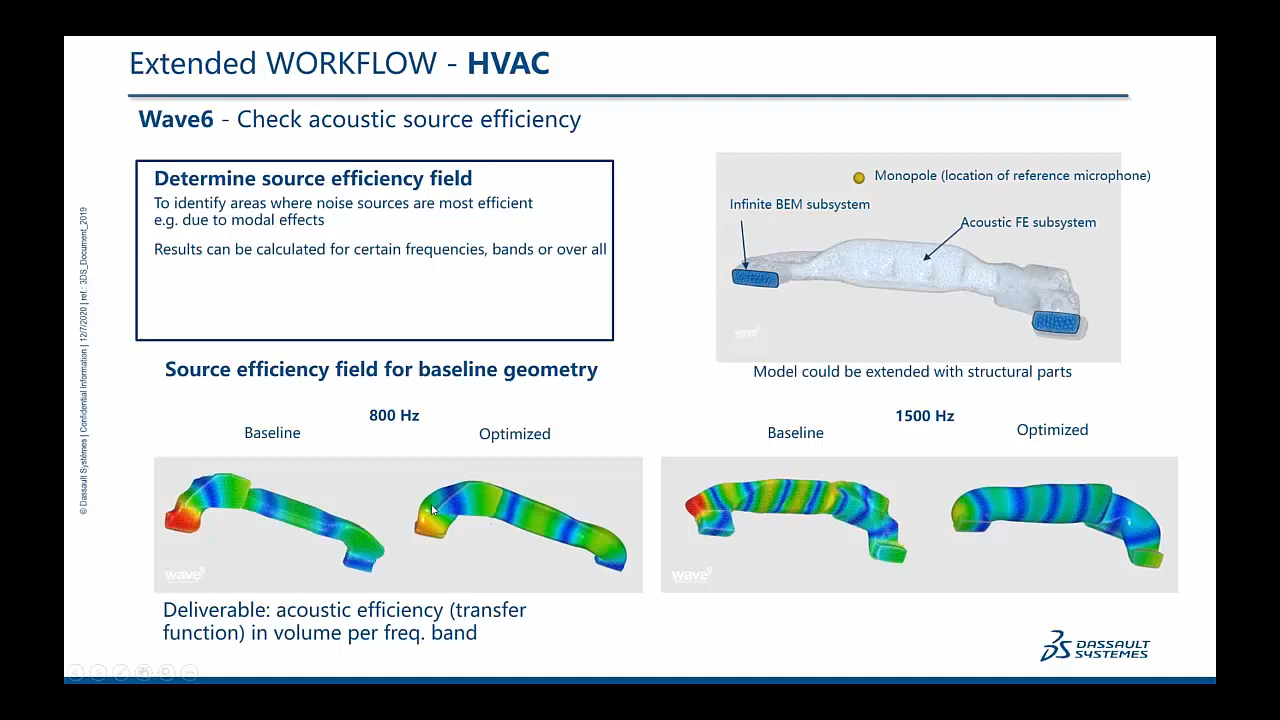 Extended WORKFLOW - HVAC
Wave6 - Check acoustic source efficiency
Determine source efficiency field
To identify areas where noise sources are most efficient
e.g. due to modal effects
Results can be calculated for certain frequencies, bands or over all
Monopole (location of reference microphone)
Infinite BEM subsystem
Acoustic FE subsystem
wave6
Model could be extended with structural parts
Source efficiency field for baseline geometry
800 Hz
Baseline
Optimized
1500 Hz
Baseline
Optimized
wave6
wave6
Deliverable: acoustic efficiency (transfer
function) in volume per freq. band
© Dassault Systèmes | Confidential Information | 12/7/2020 | ref.: 3DS_Document_2019
DASSAULT
SYSTEMES